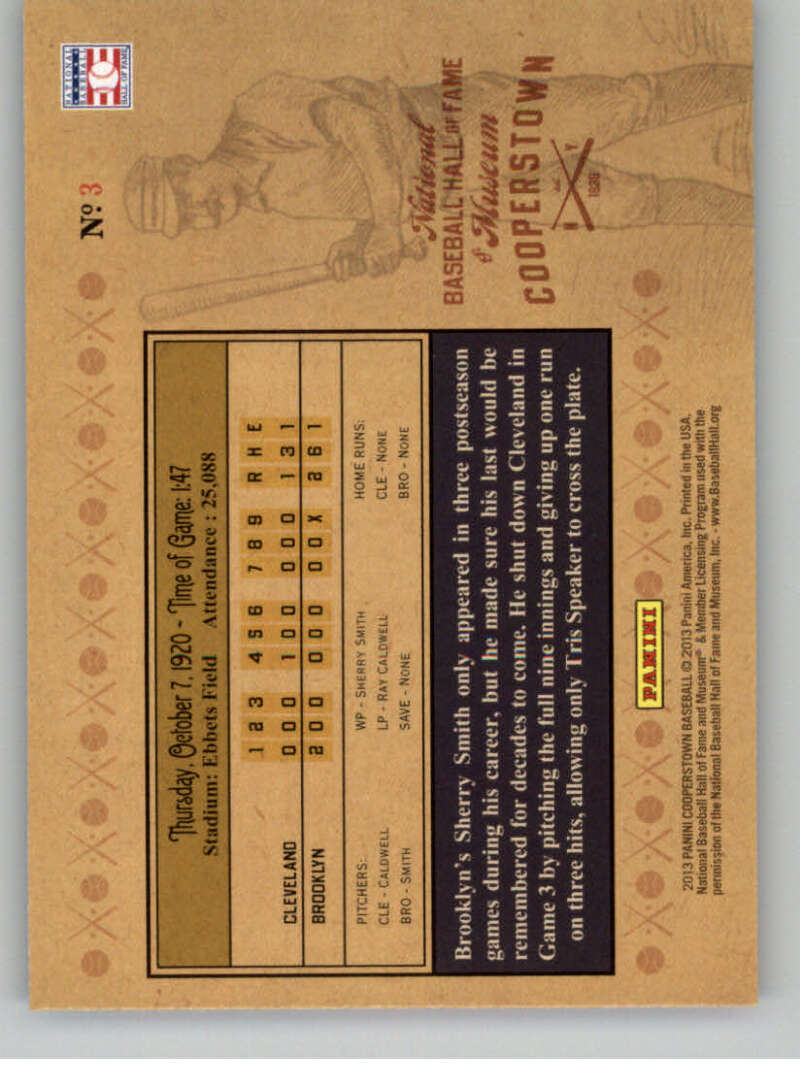 Thursday, October 7, 1920 - Time of Game: 1:47
Stadium: Ebbets Field Attendance : 25,088
1 2 3 4 5 6 7 8 9 R H E
CLEVELAND 0 0 0 1 0 0 0 0 0 1 3 1
BROOKLYN 2 0 0 0 0 0 0 0 X 2 6 1
PITCHERS:
CLE - CALDWELL
BRO - SMITH
WP - SHERRY SMITH
LP - RAY CALDWELL
SAVE - NONE
HOME RUNS:
CLE - NONE
BRO - NONE
Brooklyn's Sherry Smith only appeared in three postseason
games during his career, but he made sure his last would be
remembered for decades to come. He shut down Cleveland in
Game 3 by pitching the full nine innings and giving up one run
on three hits, allowing only Tris Speaker to cross the plate.
NATIONAL
BASEBALL
HALL OF FAME
Nº 3
National
BASEBALL HALL OF FAME
& Museum
COOPERSTOWN
N Y
1939
PANINI
2013 PANINI COOPERSTOWN BASEBALL © 2013 Panini America, Inc. Printed in the USA.
National Baseball Hall of Fame and Museum® & Member Licensing Program used with the
permission of the National Baseball Hall of Fame and Museum, Inc. - www.BaseballHall.org